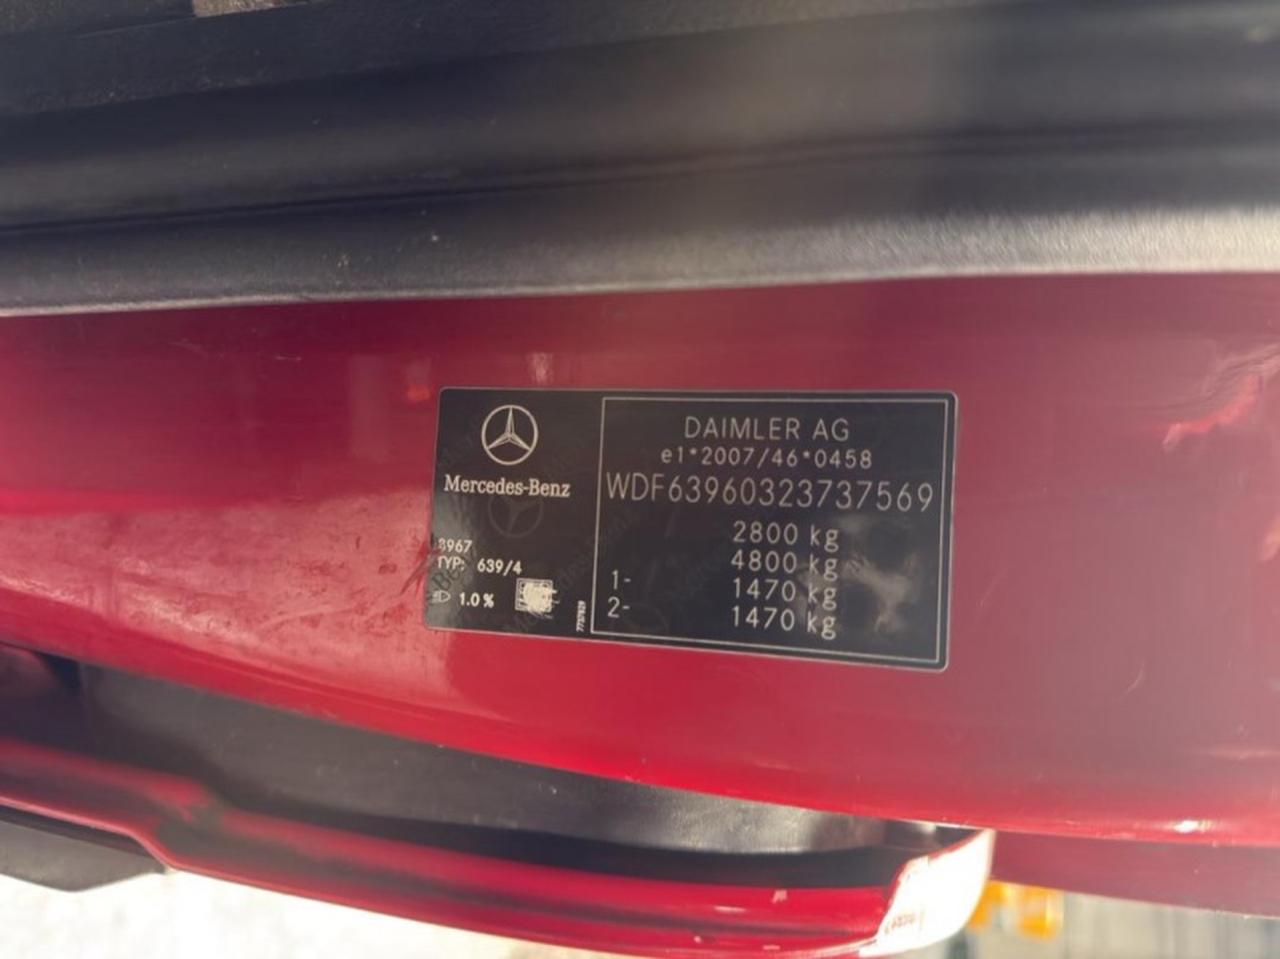 Mercedes-Benz
8967
TYP: 639/4
1.0 %
DAIMLER AG
e1*2007/46*0458
WDF63960323737569
2800 kg
4800 kg
1- 1470 kg
2- 1470 kg